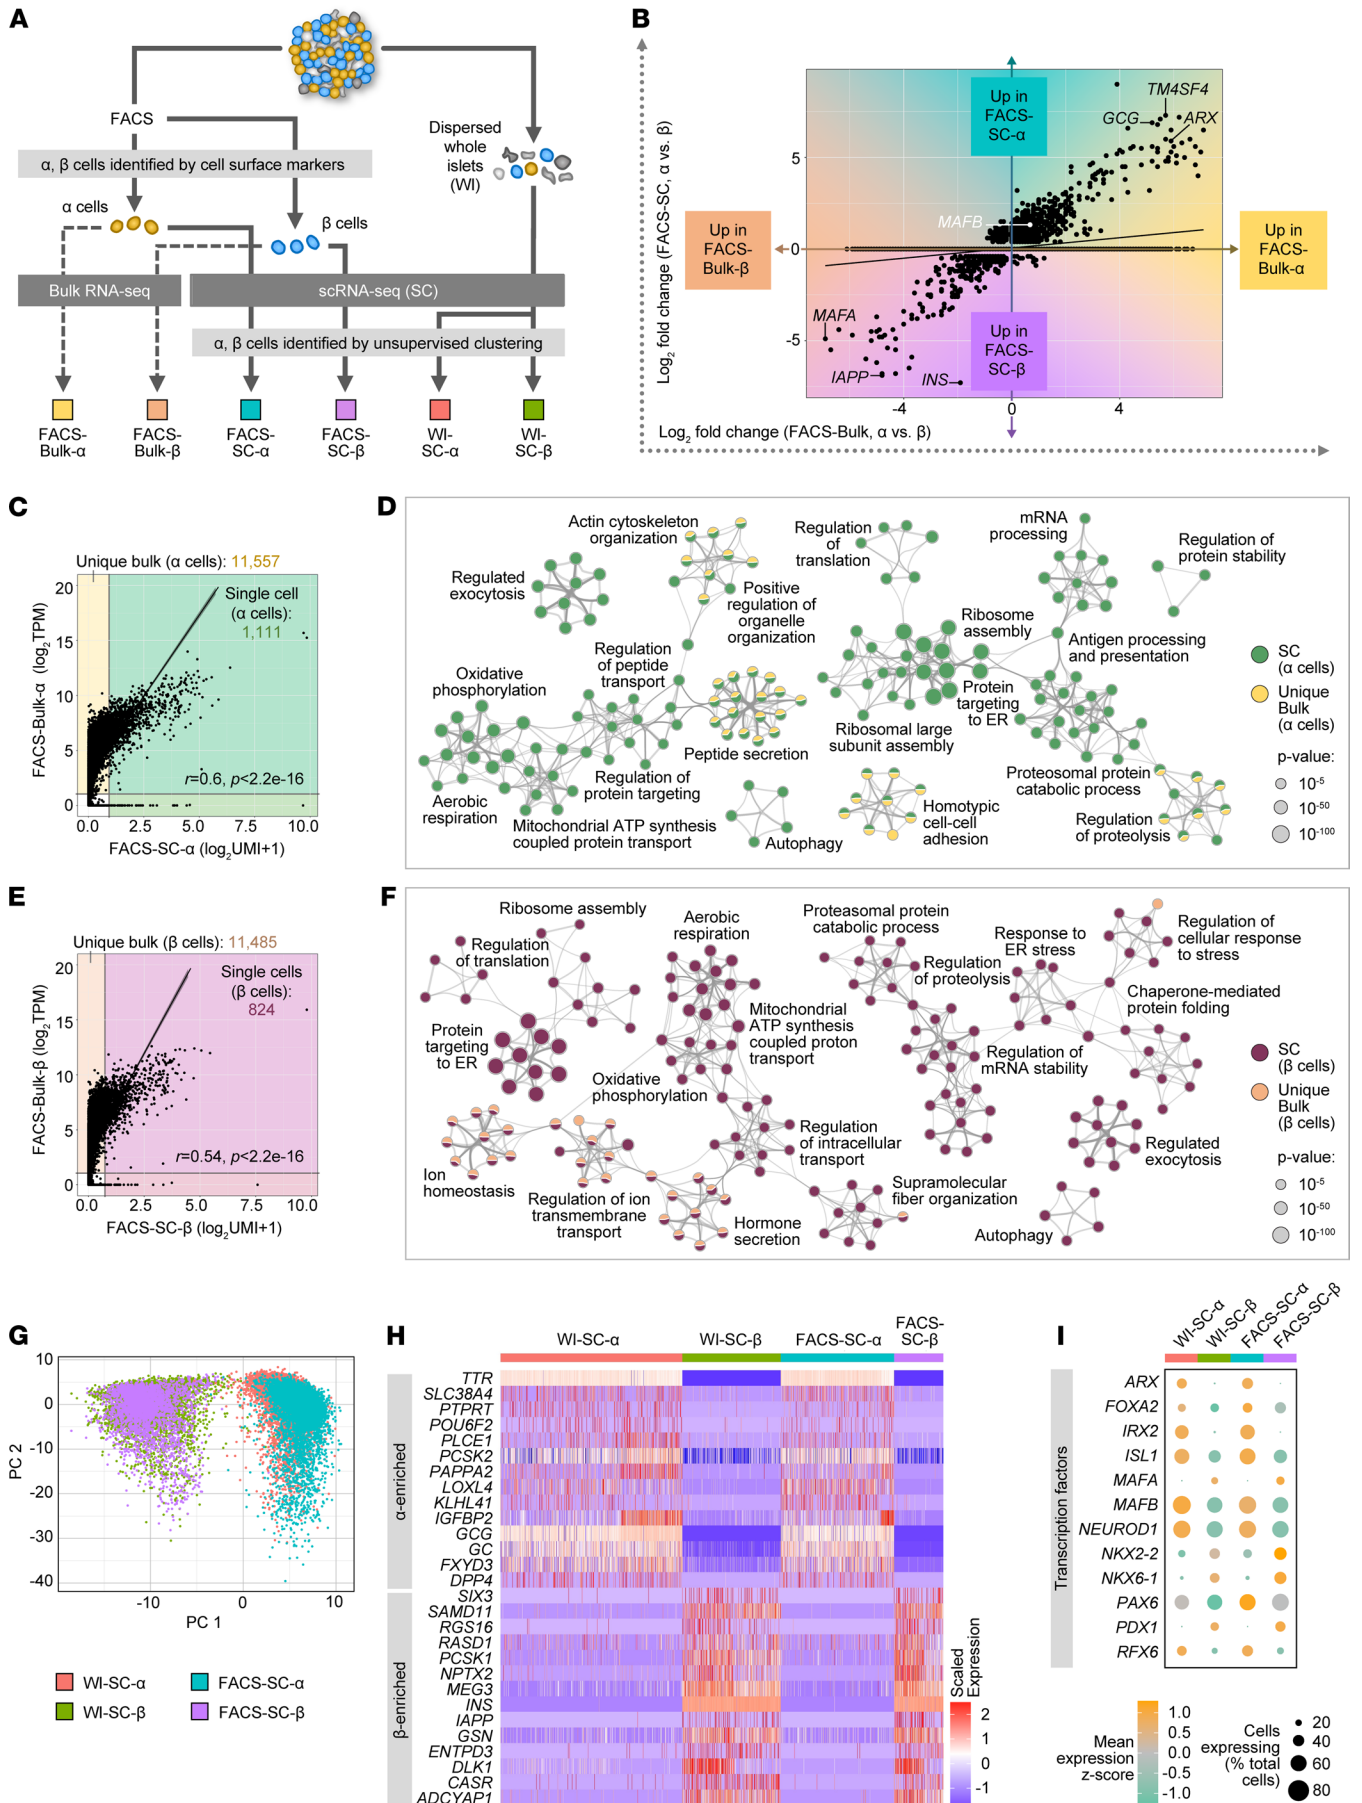 A
FACS
α, β cells identified by cell surface markers
Dispersed
whole
islets
(WI)
α cells
β cells
Bulk RNA-seq
scRNA-seq (SC)
α, β cells identified by unsupervised clustering
FACS-
Bulk-α
FACS-
Bulk-β
FACS-
SC-α
FACS-
SC-β
WI-
SC-α
WI-
SC-β
B
Log2 fold change (FACS-SC, α vs. β)
Up in
FACS-
SC-α
TM4SF4
GCG
ARX
MAFB
Up in
FACS-
Bulk-β
Up in
FACS-
Bulk-α
MAFA
IAPP
INS
Up in
FACS-
SC-β
5
0
-5
-4
0
4
Log2 fold change (FACS-Bulk, α vs. β)
C
Unique bulk (α cells): 11,557
Single cell
(α cells):
1,111
r=0.6, p<2.2e-16
FACS-Bulk-α (log2TPM)
20
15
10
5
0
0.0 2.5 5.0 7.5 10.0
FACS-SC-α (log2UMI+1)
D
Actin cytoskeleton
organization
Regulated
exocytosis
Positive
regulation of
organelle
organization
Regulation
of
translation
mRNA
processing
Regulation of
protein stability
Regulation
of peptide
transport
Ribosome
assembly
Antigen processing
and presentation
Oxidative
phosphorylation
Protein
targeting
to ER
Peptide secretion
Ribosomal large
subunit assembly
Regulation of
protein targeting
Aerobic
respiration
Mitochondrial ATP synthesis
coupled protein transport
Autophagy
Homotypic
cell-cell
adhesion
Proteosomal protein
catabolic process
Regulation
of proteolysis
SC
(α cells)
Unique
Bulk
(α cells)
p-value:
10-5
10-50
10-100
E
Unique bulk (β cells): 11,485
Single cells
(β cells):
824
r=0.54, p<2.2e-16
FACS-Bulk-β (log2TPM)
20
15
10
5
0
0.0 2.5 5.0 7.5 10.0
FACS-SC-β (log2UMI+1)
F
Ribosome assembly
Regulation
of translation
Aerobic
respiration
Proteasomal protein
catabolic process
Regulation
of proteolysis
Response to
ER stress
Regulation of
cellular response
to stress
Chaperone-mediated
protein folding
Protein
targeting
to ER
Mitochondrial
ATP synthesis
coupled proton
transport
Oxidative
phosphorylation
Regulation of
mRNA stability
Regulation
of intracellular
transport
Regulated
exocytosis
Ion
homeostasis
Regulation of ion
transmembrane
transport
Hormone
secretion
Supramolecular
fiber organization
Autophagy
SC
(β cells)
Unique
Bulk
(β cells)
p-value:
10-5
10-50
10-100
G
PC 2
10
0
-10
-20
-30
-40
-10
0
10
PC 1
WI-SC-α
FACS-SC-α
WI-SC-β
FACS-SC-β
H
WI-SC-α
WI-SC-β
FACS-SC-α
FACS-
SC-β
α-enriched
TTR
SLC38A4
PTPRT
POU6F2
PLCE1
PCSK2
PAPPA2
LOXL4
KLHL41
IGFBP2
GCG
GC
FXYD3
DPP4
β-enriched
SIX3
SAMD11
RGS16
RASD1
PCSK1
NPTX2
MEG3
INS
IAPP
GSN
ENTPD3
DLK1
CASR
ADCYAP1
Scaled
Expression
2
1
0
-1
I
WI-SC-α
WI-SC-β
FACS-SC-α
FACS-SC-β
Transcription factors
ARX
FOXA2
IRX2
ISL1
MAFA
MAFB
NEUROD1
NKX2-2
NKX6-1
PAX6
PDX1
RFX6
Mean
expression
z-score
1.0
0.5
0.0
-0.5
-1.0
Cells
expressing
(% total
cells)
20
40
60
80